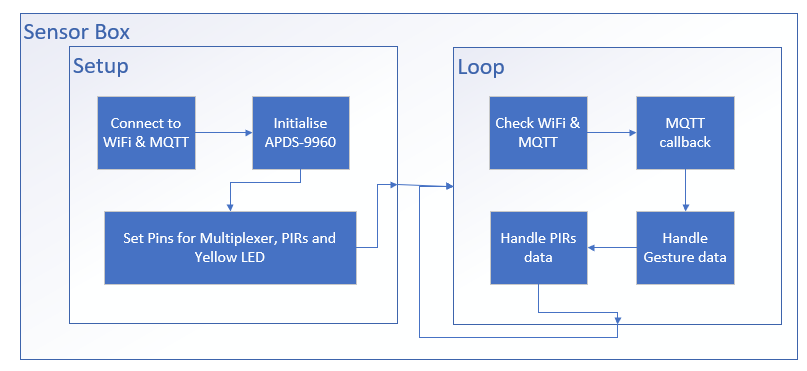 Sensor Box
Setup
Connect to
WiFi & MQTT
Initialise
APDS-9960
Set Pins for Multiplexer, PIRs and
Yellow LED
Loop
Check WiFi &
MQTT
MQTT
callback
Handle
Gesture data
Handle PIRs
data